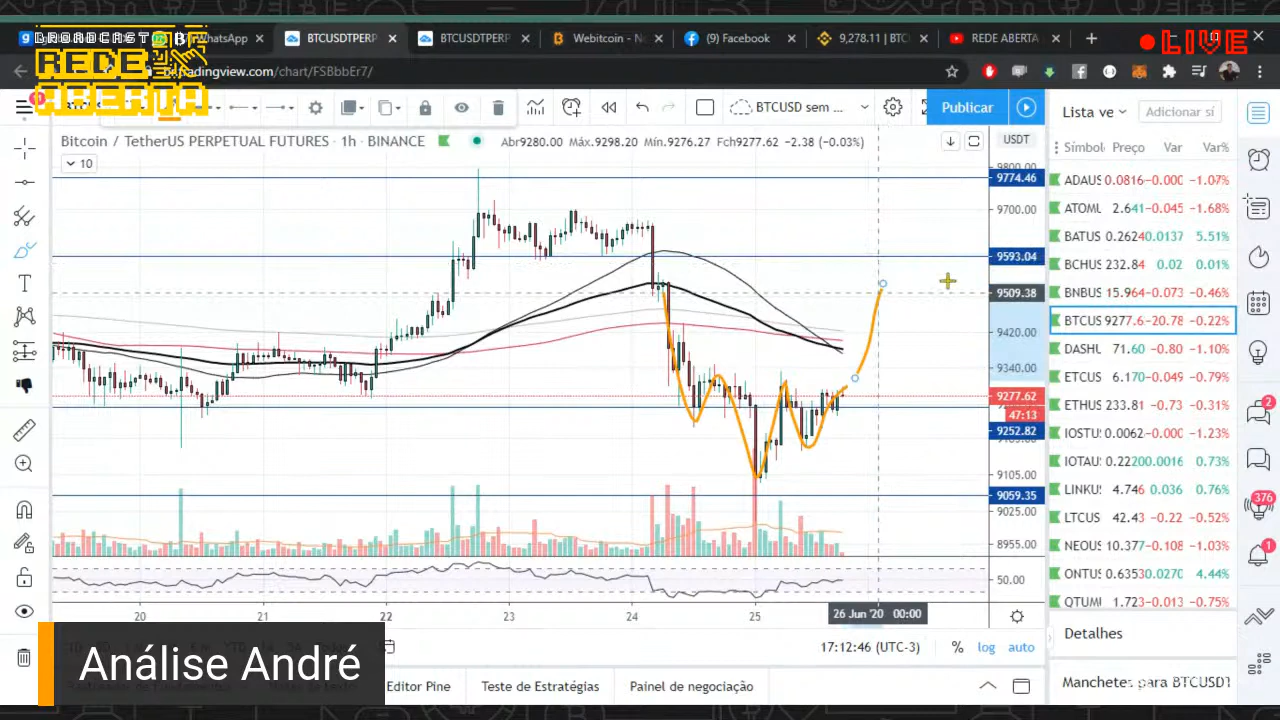 BROADCAST
REDE
ABERTA
LIVE
WhatsApp
BTCUSDTPERP
BTCUSDTPERP
Webitcoin - N
(9) Facebook
9,278.11 | BT
REDE ABERTA
tradingview.com/chart/FSBbbEr7/
BTCUSD sem ...
Publicar
Lista ve
Adicionar sí
Bitcoin / TetherUS PERPETUAL FUTURES · 1h · BINANCE
Abr9280.00 Máx.9298.20 Mín.9276.27 Fch9277.62 −2.38 (−0.03%)
USDT
10
Símbol
Preço
Var
Var%
9800.00
9774.46
9700.00
9593.04
9509.38
9420.00
9340.00
9277.62
47:13
9252.82
9105.00
9059.35
9025.00
8955.00
50.00
ADAUS 0.0816 −0.000 −1.07%
ATOMU 2.641 −0.045 −1.68%
BATUS 0.2624 0.0137 5.51%
BCHUS 232.84 0.02 0.01%
BNBUS 15.964 −0.073 −0.46%
BTCUS 9277.6 −20.78 −0.22%
DASHU 71.60 −0.80 −1.10%
ETCUS 6.170 −0.049 −0.79%
ETHUS 233.81 −0.73 −0.31%
IOSTU 0.0062 −0.000 −1.23%
IOTAU 0.2220 0.0016 0.73%
LINKU 4.746 0.036 0.76%
LTCUS 42.43 −0.22 −0.52%
NEOUS 10.377 −0.108 −1.03%
ONTUS 0.6353 0.0270 4.44%
QTUM 1.723 −0.013 −0.75%
2
376
1
20 21 22 23 24 25
26 Jun '20 00:00
17:12:46 (UTC-3)
%
log
auto
Detalhes
Análise André
Editor Pine
Teste de Estratégias
Painel de negociação
Manchetes para BTCUSDT